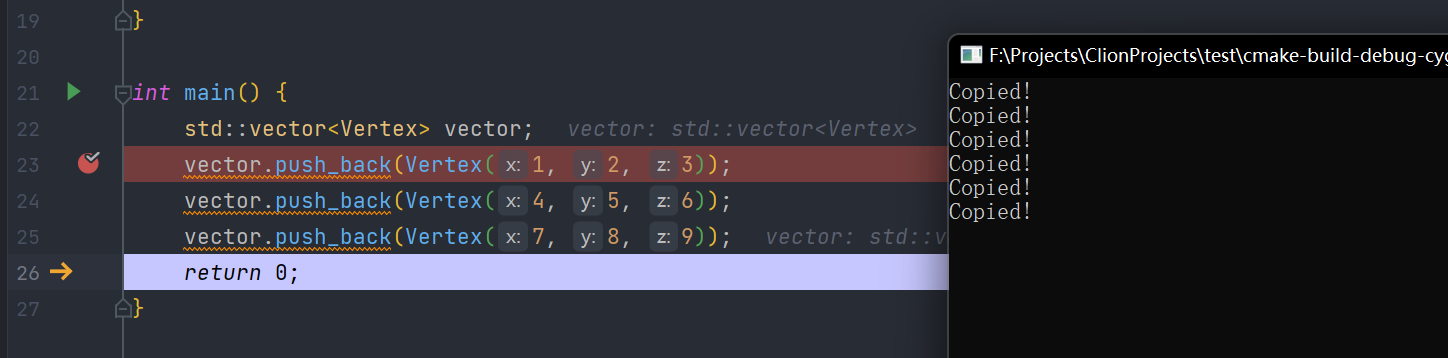 19 }
20
21 int main() {
22 std::vector<Vertex> vector; vector: std::vector<Vertex>
23 vector.push_back(Vertex( x: 1, y: 2, z: 3));
24 vector.push_back(Vertex( x: 4, y: 5, z: 6));
25 vector.push_back(Vertex( x: 7, y: 8, z: 9)); vector: std::v
26 return 0;
27 }
F:\Projects\ClionProjects\test\cmake-build-debug-cyg
Copied!
Copied!
Copied!
Copied!
Copied!
Copied!